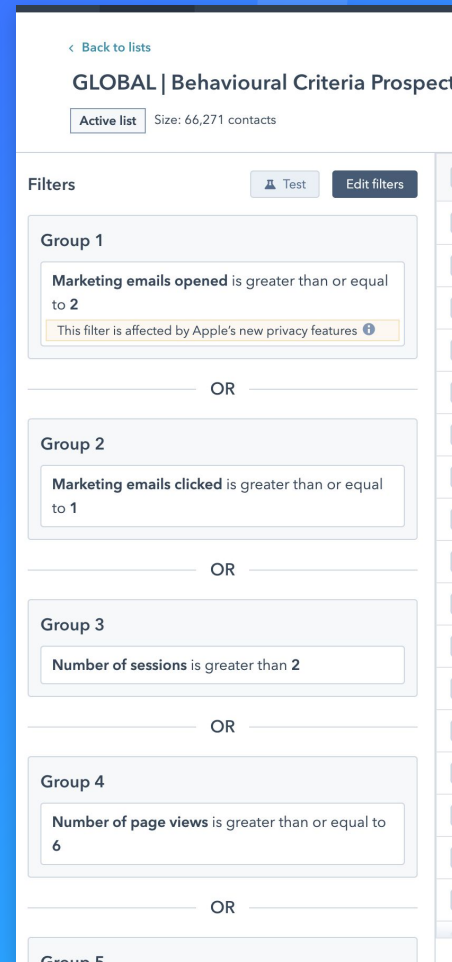 Back to lists
GLOBAL | Behavioural Criteria Prospect
Active list Size: 66,271 contacts
Filters Test Edit filters
Group 1
Marketing emails opened is greater than or equal
to 2
This filter is affected by Apple's new privacy features
OR
Group 2
Marketing emails clicked is greater than or equal
to 1
OR
Group 3
Number of sessions is greater than 2
OR
Group 4
Number of page views is greater than or equal to
6
OR
Group 5